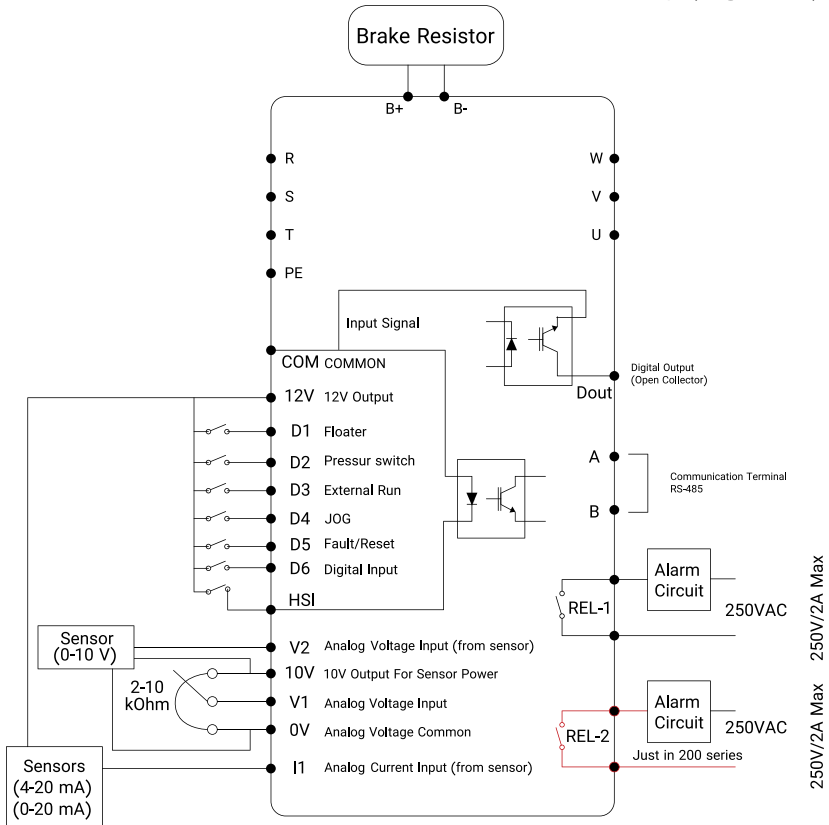 Brake Resistor
B+
B-
R
S
T
PE
W
V
U
Input Signal
COM COMMON
12V 12V Output
D1 Floater
D2 Pressur switch
D3 External Run
D4 JOG
D5 Fault/Reset
D6 Digital Input
HSI
V2 Analog Voltage Input (from sensor)
10V 10V Output For Sensor Power
V1 Analog Voltage Input
0V Analog Voltage Common
I1 Analog Current Input (from sensor)
Sensor
(0-10 V)
2-10
kOhm
Sensors
(4-20 mA)
(0-20 mA)
Dout
Digital Output
(Open Collector)
A
B
Communication Terminal
RS-485
REL-1
Alarm
Circuit
250VAC
250V/2A Max
REL-2
Alarm
Circuit
250VAC
Just in 200 series
250V/2A Max